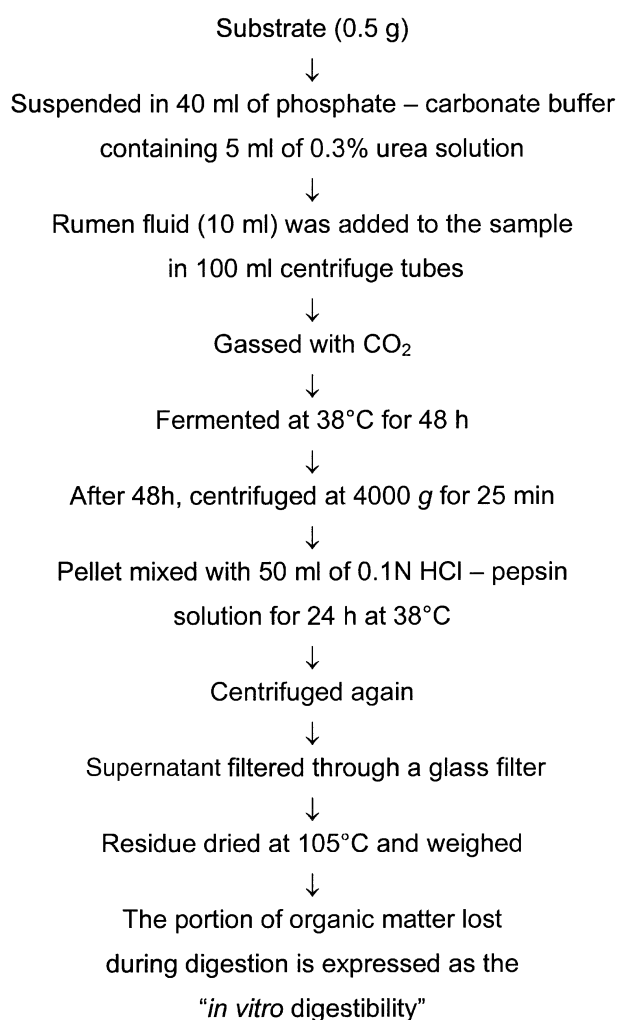 Substrate (0.5 g)
↓
Suspended in 40 ml of phosphate – carbonate buffer
containing 5 ml of 0.3% urea solution
↓
Rumen fluid (10 ml) was added to the sample
in 100 ml centrifuge tubes
↓
Gassed with CO₂
↓
Fermented at 38°C for 48 h
↓
After 48h, centrifuged at 4000 g for 25 min
↓
Pellet mixed with 50 ml of 0.1N HCl – pepsin
solution for 24 h at 38°C
↓
Centrifuged again
↓
Supernatant filtered through a glass filter
↓
Residue dried at 105°C and weighed
↓
The portion of organic matter lost
during digestion is expressed as the
“in vitro digestibility”